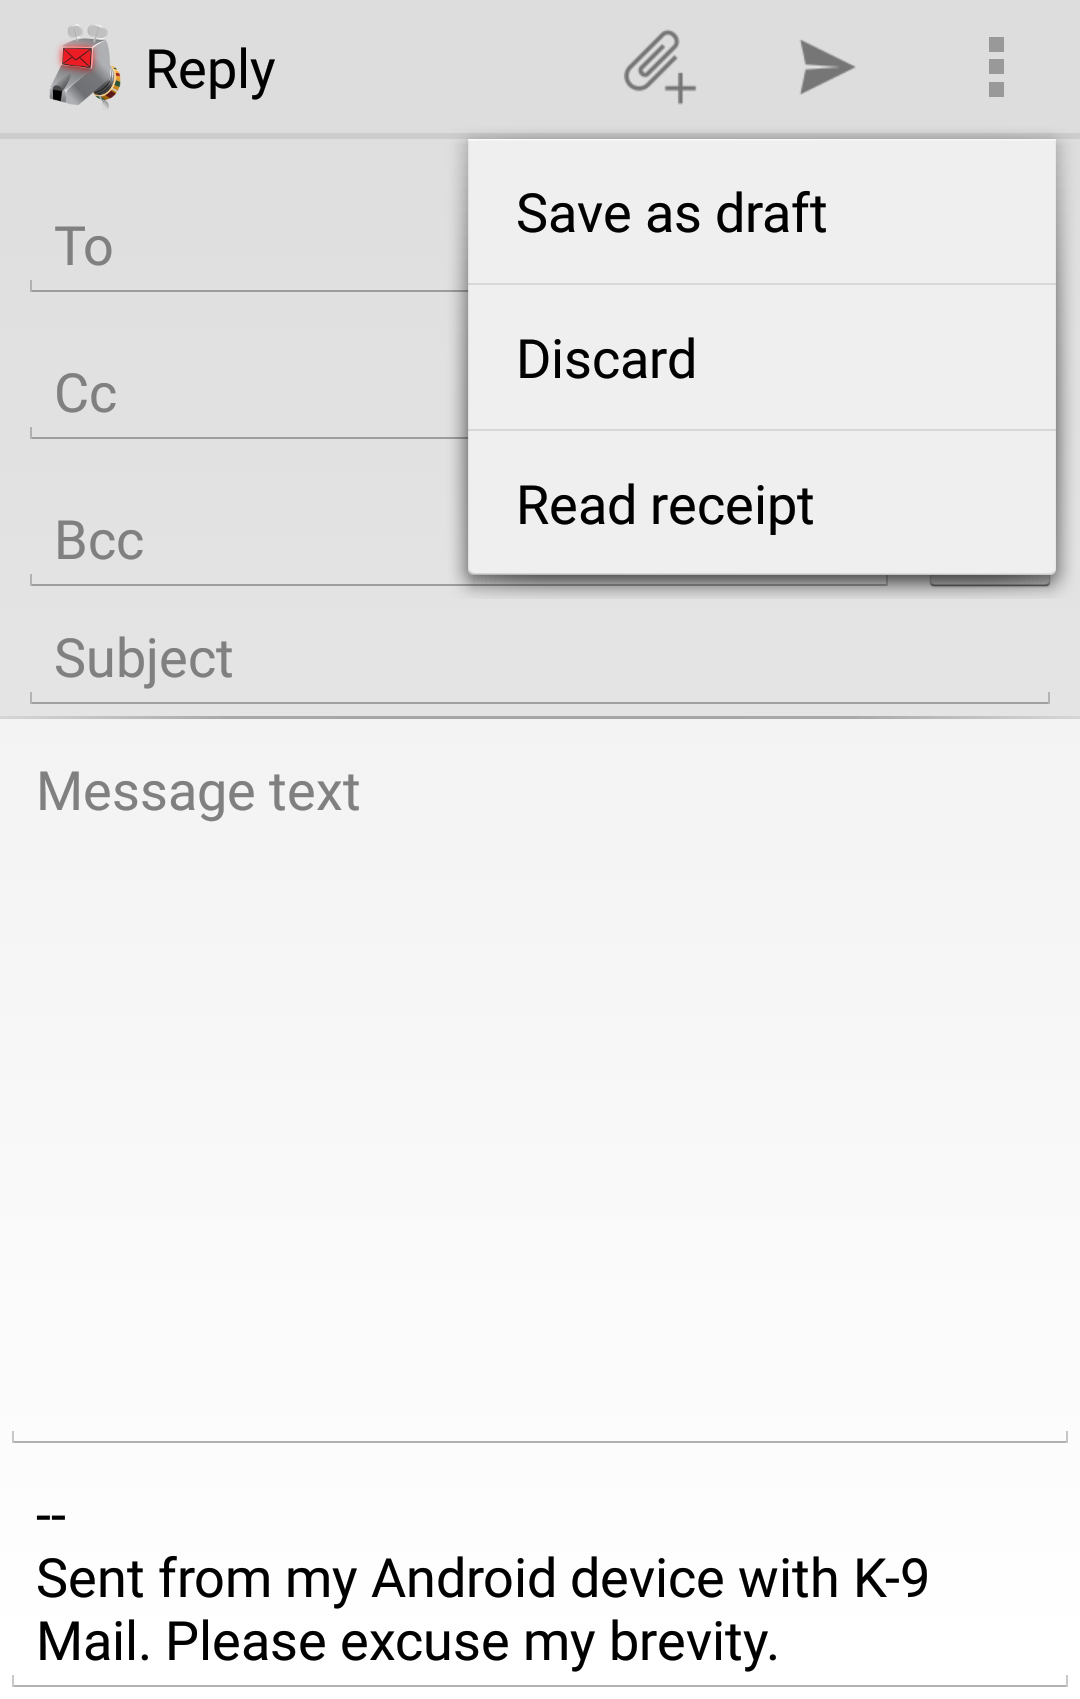 Reply
Save as draft
To
Discard
Cc
Read receipt
Bcc
Subject
Message text
--
Sent from my Android device with K-9
Mail. Please excuse my brevity.